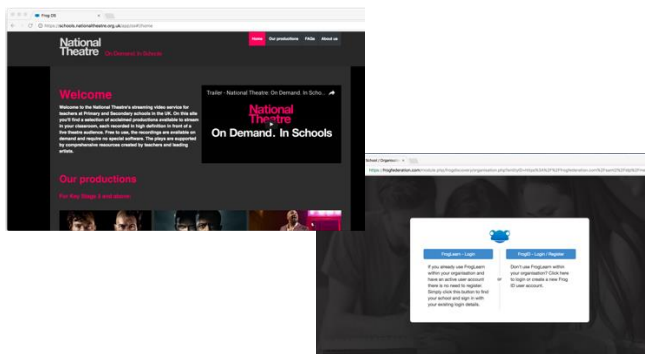 Frog OS
https://schools.nationaltheatre.org.uk/app/os#!/home
National
Theatre On Demand. In Schools
Home Our productions FAQs About us
Welcome
Welcome to the National Theatre's streaming video service for
teachers at Primary and Secondary schools in the UK. On this site
you'll find a selection of acclaimed productions available to stream
in your classroom, each recorded in high definition in front of a
live theatre audience. Free to use, the recordings are available on
demand and require no special software. The plays are supported
by comprehensive resources created by teachers and leading
artists.
Trailer - National Theatre: On Demand. In Scho...
National
Theatre
On Demand. In Schools
Our productions
For Key Stage 3 and above:
FrogLearn - Login
If you already use FrogLearn
within your organisation and
have an active user account
there is no need to register.
Simply click this button to find
your school and sign in with
your existing login details.
or
FrogID - Login / Register
Don't use FrogLearn within
your organisation? Click here
to login or create a new Frog
ID user account.